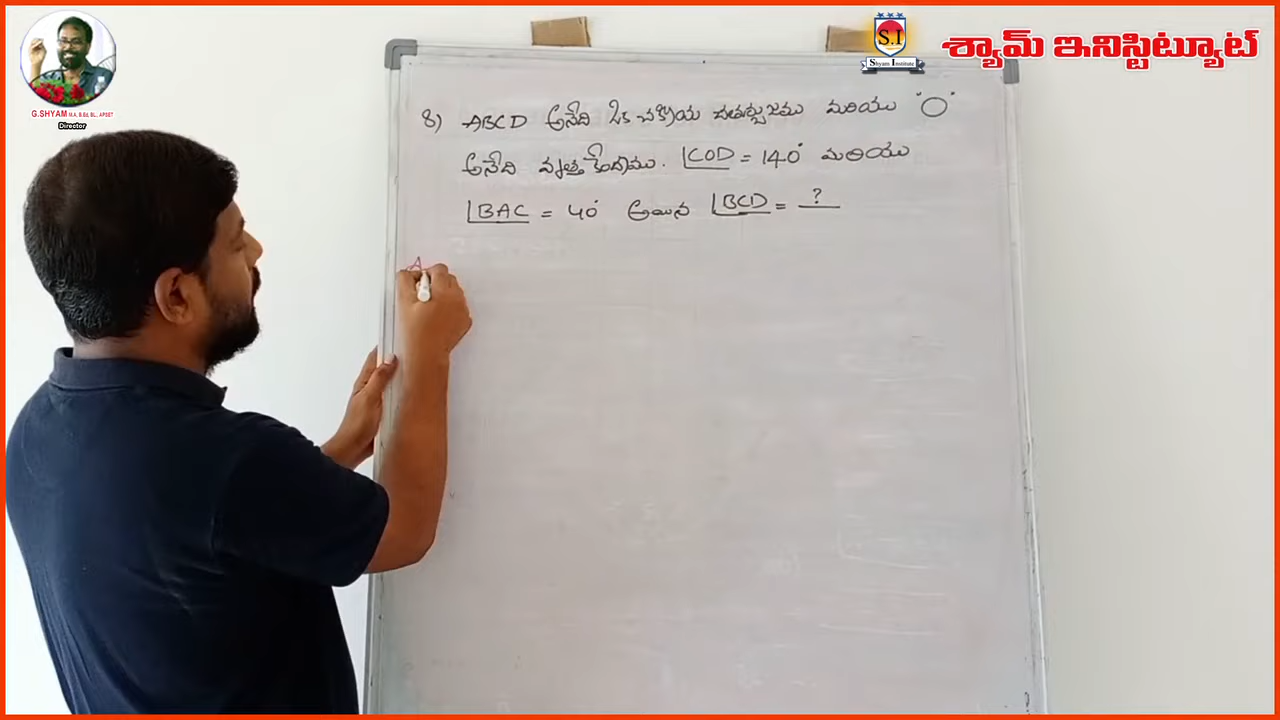 G.SHYAM M.A, B.Ed, BL., APSET
Director
S.I
Shyam Institute
శ్యామ్ ఇనిస్టిట్యూట్
8) ABCD అనేది ఒక చక్రీయ చతుర్భుజము మరియు "O"
అనేది వృత్త కేంద్రము. ∠COD = 140° మరియు
∠BAC = 40° అయిన ∠BCD = ?
A